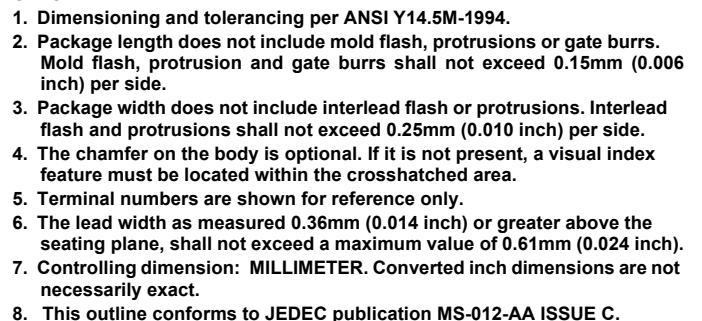 1. Dimensioning and tolerancing per ANSI Y14.5M-1994.
2. Package length does not include mold flash, protrusions or gate burrs.
Mold flash, protrusion and gate burrs shall not exceed 0.15mm (0.006
inch) per side.
3. Package width does not include interlead flash or protrusions. Interlead
flash and protrusions shall not exceed 0.25mm (0.010 inch) per side.
4. The chamfer on the body is optional. If it is not present, a visual index
feature must be located within the crosshatched area.
5. Terminal numbers are shown for reference only.
6. The lead width as measured 0.36mm (0.014 inch) or greater above the
seating plane, shall not exceed a maximum value of 0.61mm (0.024 inch).
7. Controlling dimension: MILLIMETER. Converted inch dimensions are not
necessarily exact.
8. This outline conforms to JEDEC publication MS-012-AA ISSUE C.